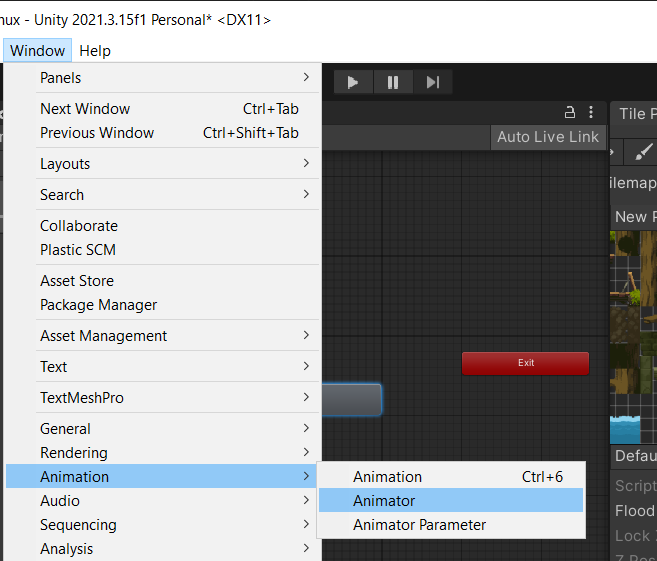 nux - Unity 2021.3.15f1 Personal* <DX11>
Window Help
Panels
Next Window Ctrl+Tab
Previous Window Ctrl+Shift+Tab
Layouts
Search
Collaborate
Plastic SCM
Asset Store
Package Manager
Asset Management
Text
TextMeshPro
General
Rendering
Animation
Audio
Sequencing
Analysis
Animation Ctrl+6
Animator
Animator Parameter
Auto Live Link
Exit
Tile P
ilemap
New P
Defau
Script
Flood
Lock Z